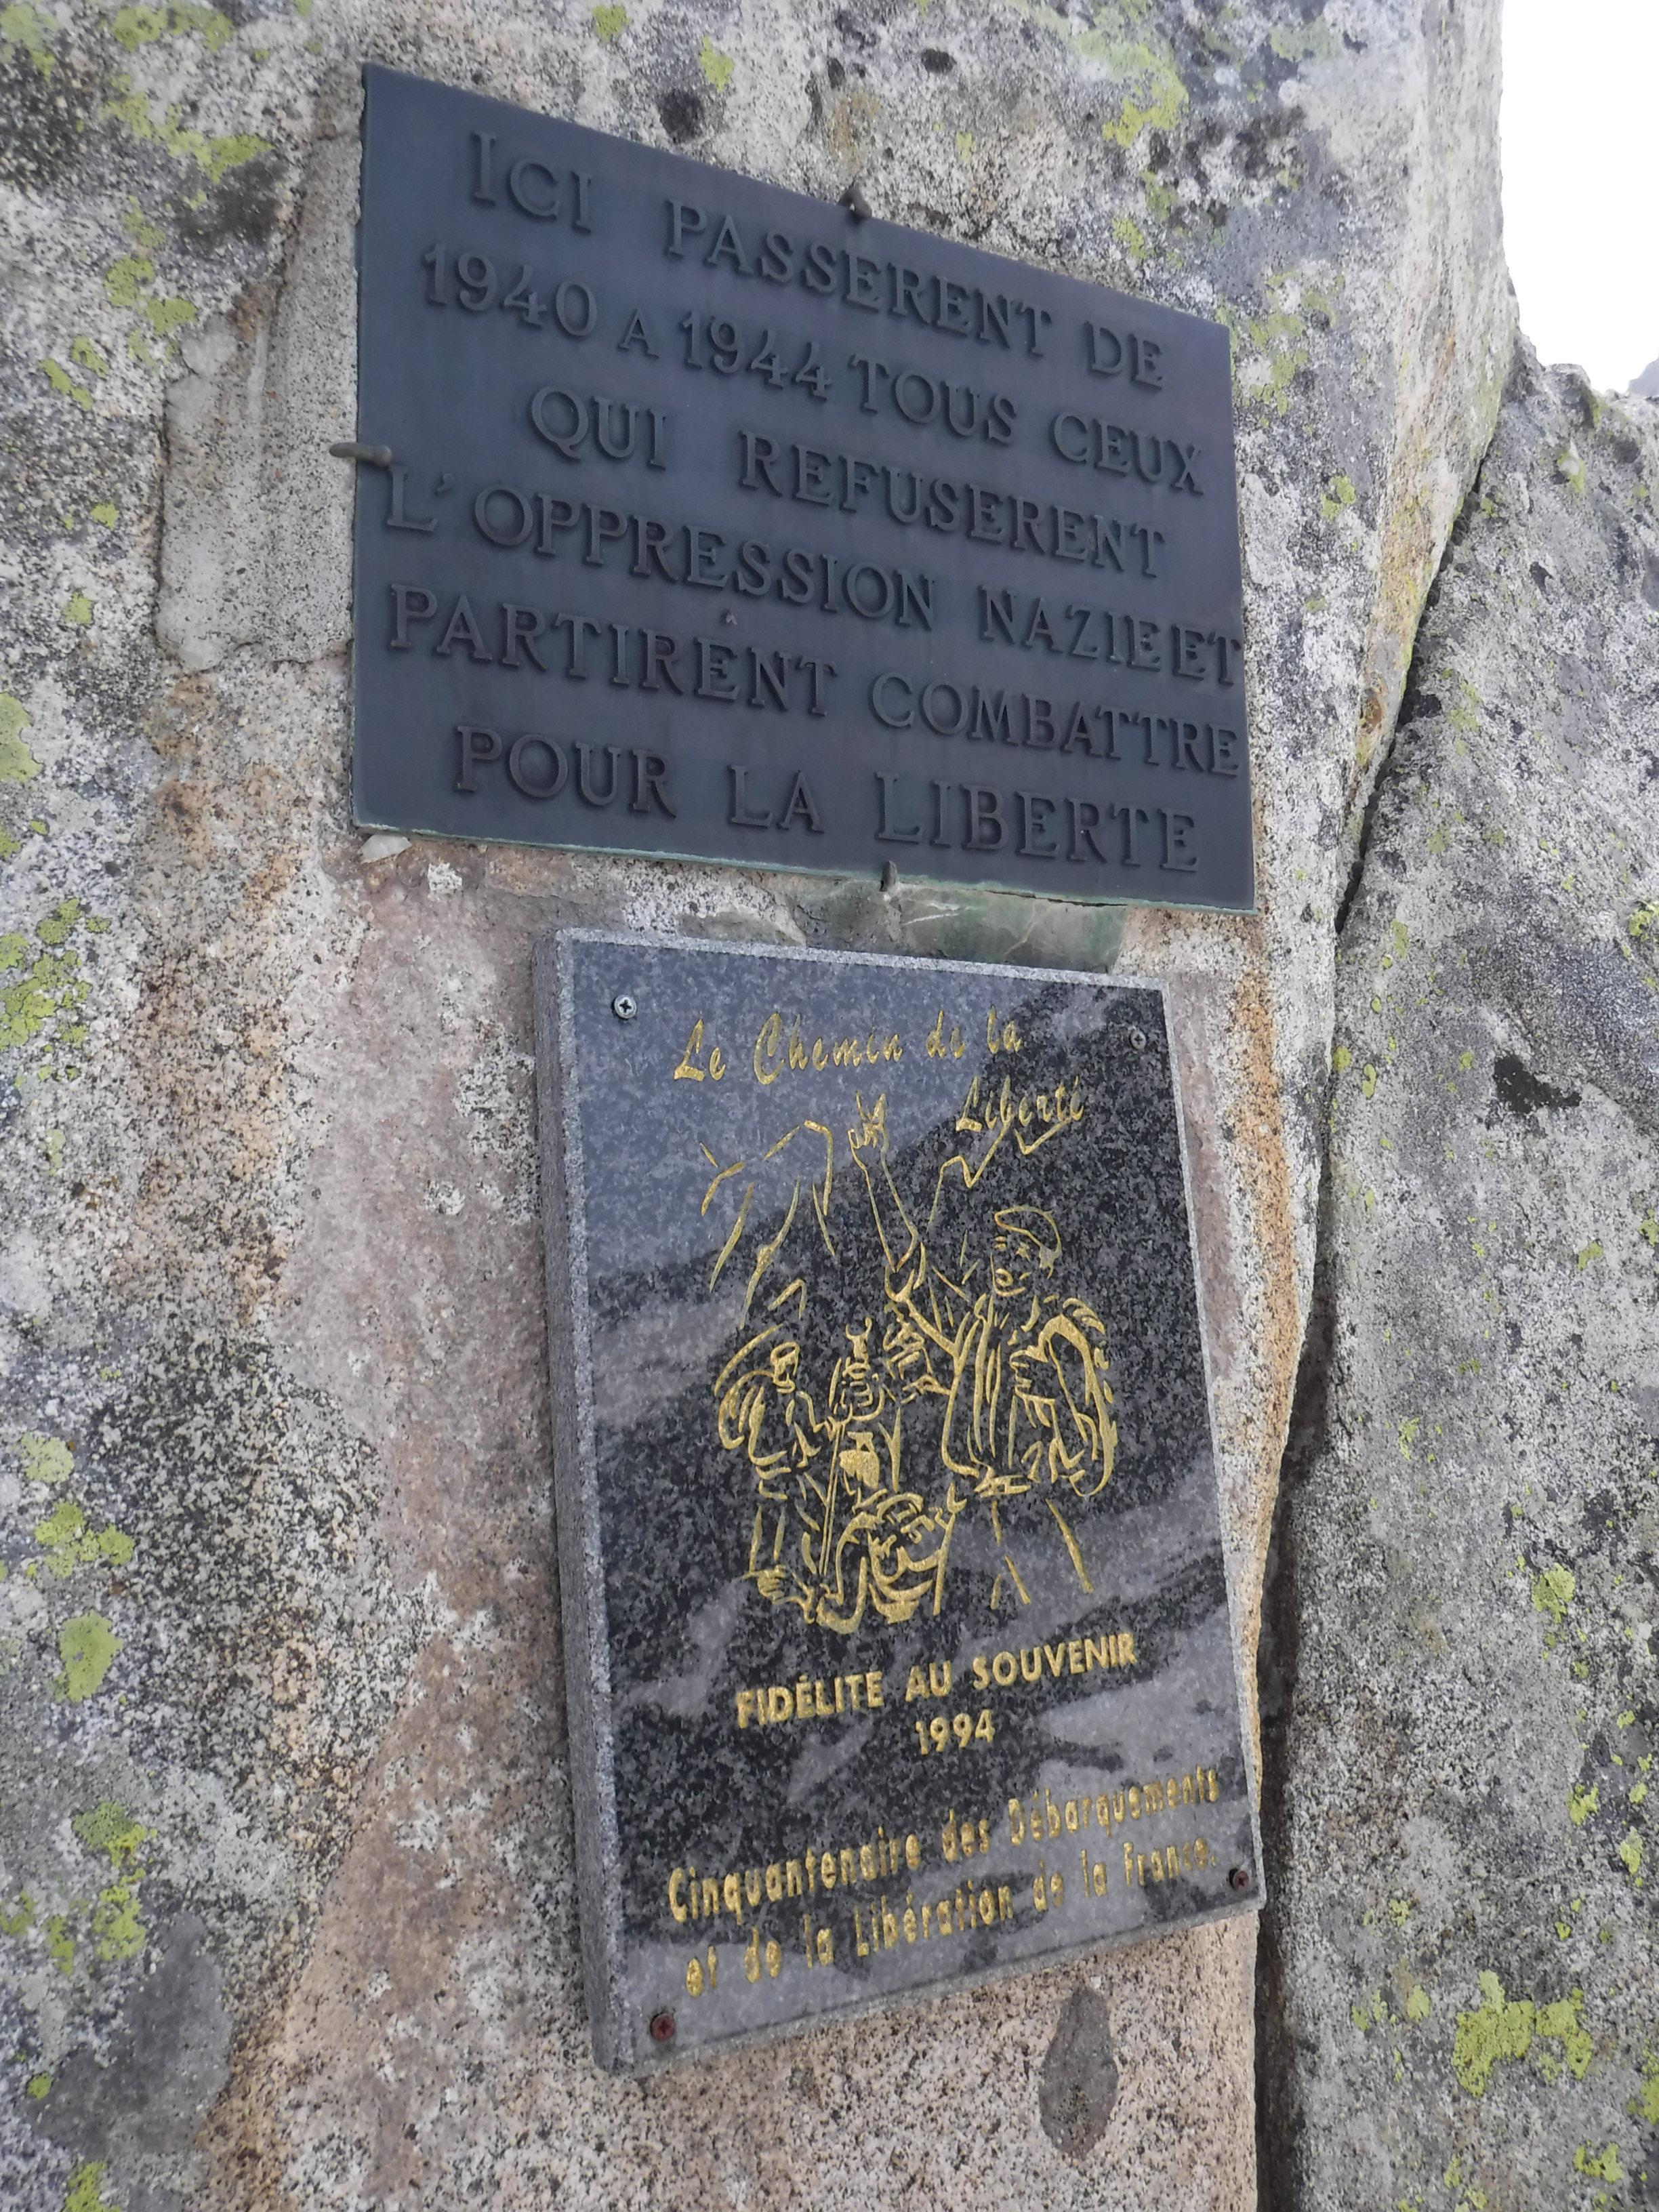 ICI PASSERENT DE
1940 A 1944 TOUS CEUX
QUI REFUSERENT
L'OPPRESSION NAZIE ET
PARTIRENT COMBATTRE
POUR LA LIBERTE
Le Chemin de la
Liberté
FIDÉLITE AU SOUVENIR
1994
Cinquantenaire des Débarquements
et de la Libération de la France.